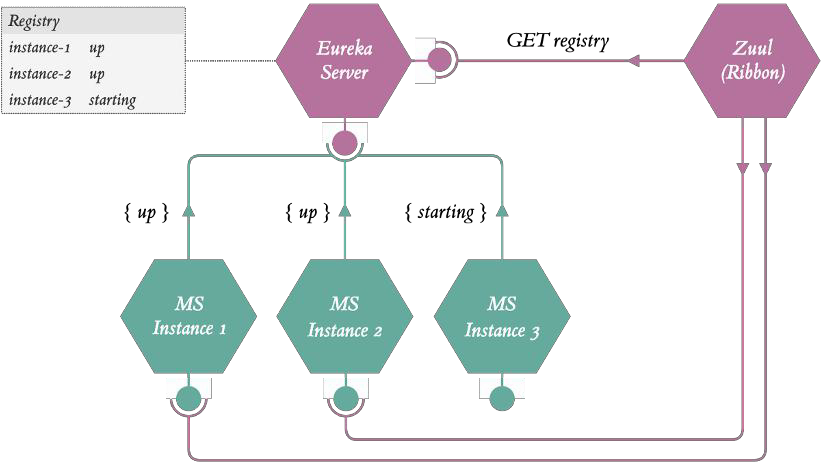 Registry
instance-1 up
instance-2 up
instance-3 starting
Eureka
Server
GET registry
Zuul
(Ribbon)
{ up }
{ up }
{ starting }
MS
Instance 1
MS
Instance 2
MS
Instance 3